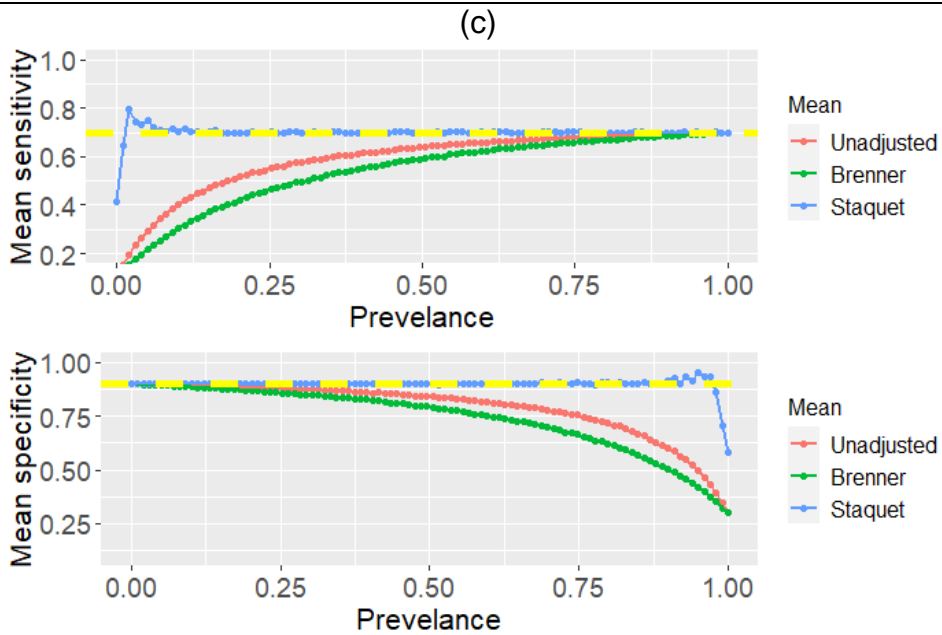 (c)
Mean sensitivity
1.0
0.8
0.6
0.4
0.2
0.00 0.25 0.50 0.75 1.00
Prevelance
Mean
Unadjusted
Brenner
Staquet
Mean specificity
1.00
0.75
0.50
0.25
0.00 0.25 0.50 0.75 1.00
Prevelance
Mean
Unadjusted
Brenner
Staquet